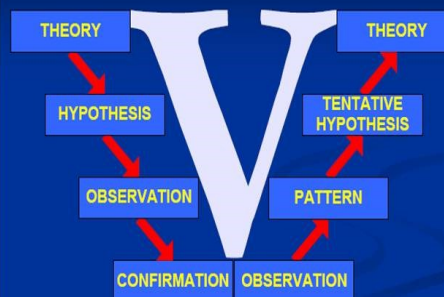 THEORY
HYPOTHESIS
OBSERVATION
CONFIRMATION
V
OBSERVATION
PATTERN
TENTATIVE
HYPOTHESIS
THEORY